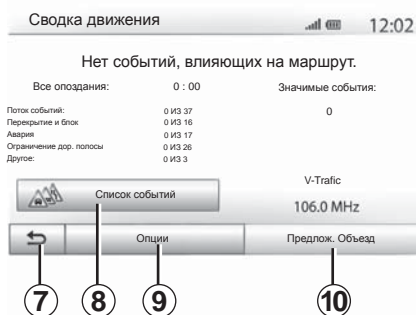 Сводка движения 12:02
Нет событий, влияющих на маршрут.
Все опоздания: 0 : 00 Значимые события:
0
Поток событий: 0 ИЗ 37
Перекрытие и блок 0 ИЗ 16
Авария 0 ИЗ 17
Ограничение дор. полосы 0 ИЗ 26
Другое: 0 ИЗ 3
Список событий
V-Trafic
106.0 MHz
Опции Предлож. Объезд
7 8 9 10